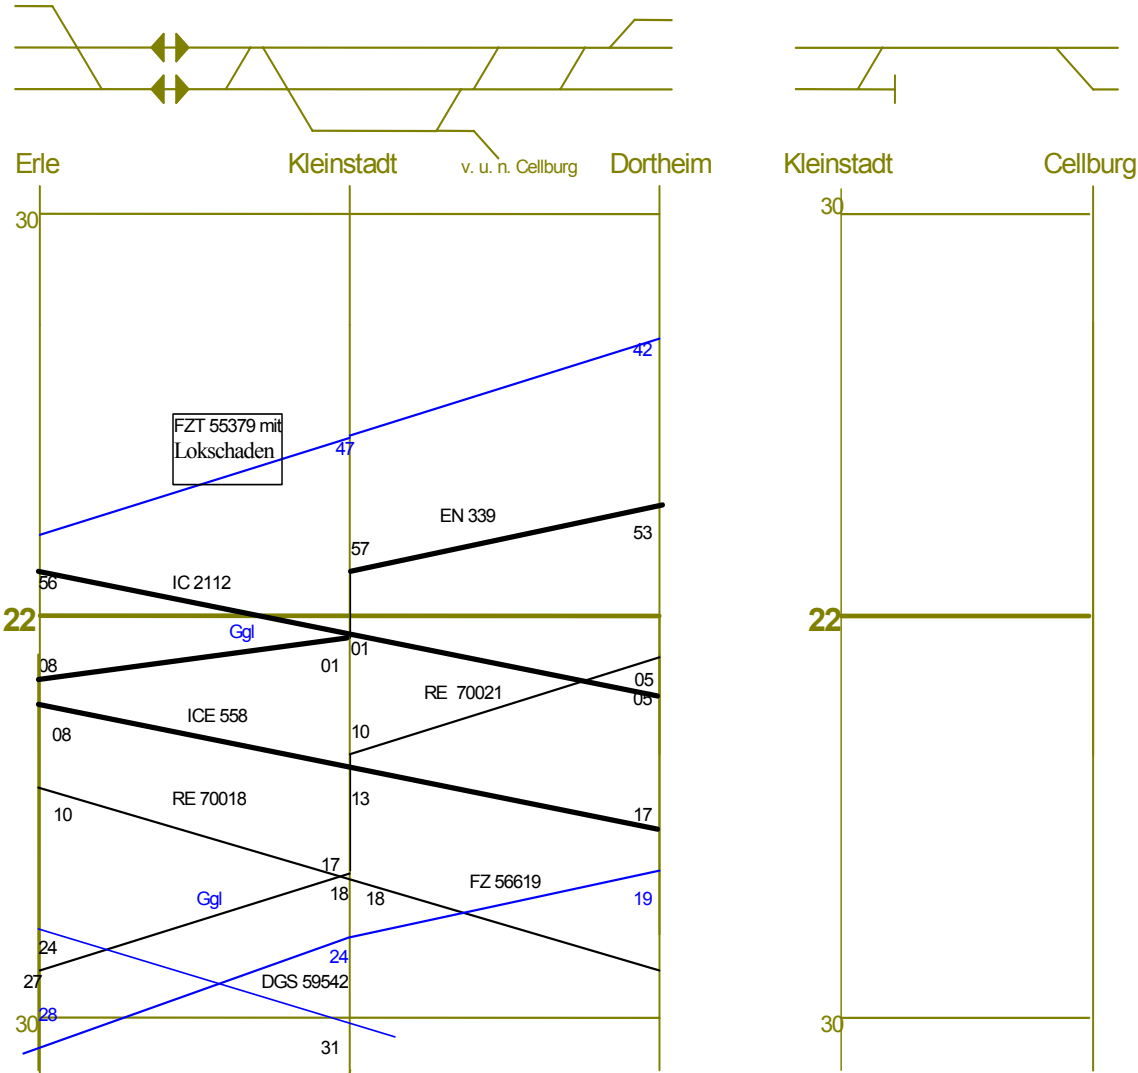 Erle
Kleinstadt
v. u. n. Cellburg
Dortheim
Kleinstadt
Cellburg
30
30
42
FZT 55379 mit
Lokschaden
47
EN 339
53
57
56
IC 2112
22
22
Ggl
08
01
01
05
05
RE 70021
ICE 558
08
10
RE 70018
13
10
17
17
18
18
FZ 56619
19
Ggl
24
24
27
DGS 59542
28
30
30
31